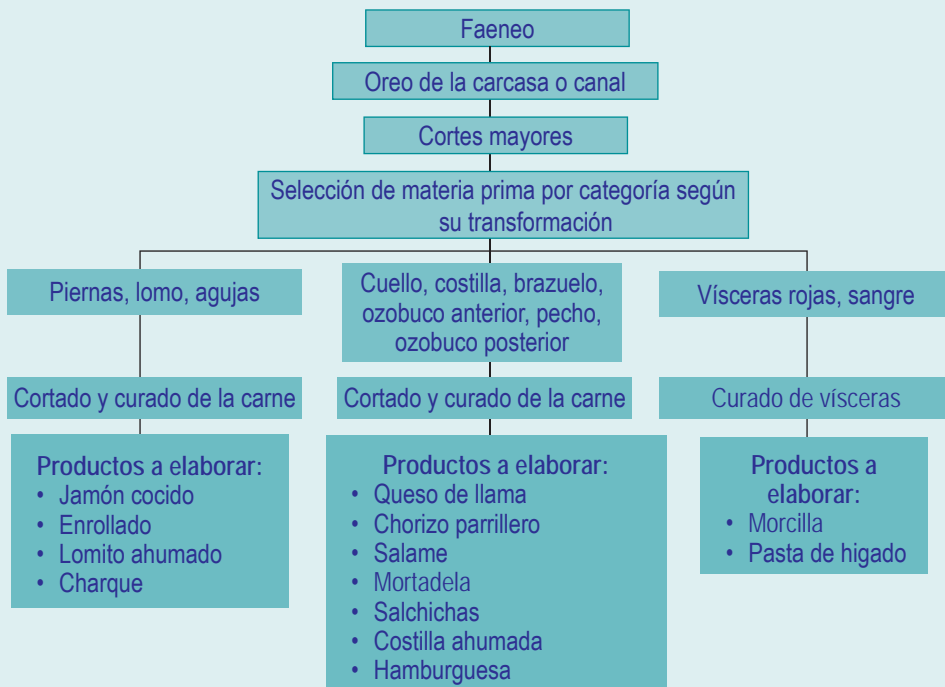 Faeneo
Oreo de la carcasa o canal
Cortes mayores
Selección de materia prima por categoría según
su transformación
Piernas, lomo, agujas
Cuello, costilla, brazuelo,
ozobuco anterior, pecho,
ozobuco posterior
Vísceras rojas, sangre
Cortado y curado de la carne
Cortado y curado de la carne
Curado de vísceras
Productos a elaborar:
• Jamón cocido
• Enrollado
• Lomito ahumado
• Charque
Productos a elaborar:
• Queso de llama
• Chorizo parrillero
• Salame
• Mortadela
• Salchichas
• Costilla ahumada
• Hamburguesa
Productos a
elaborar:
• Morcilla
• Pasta de higado